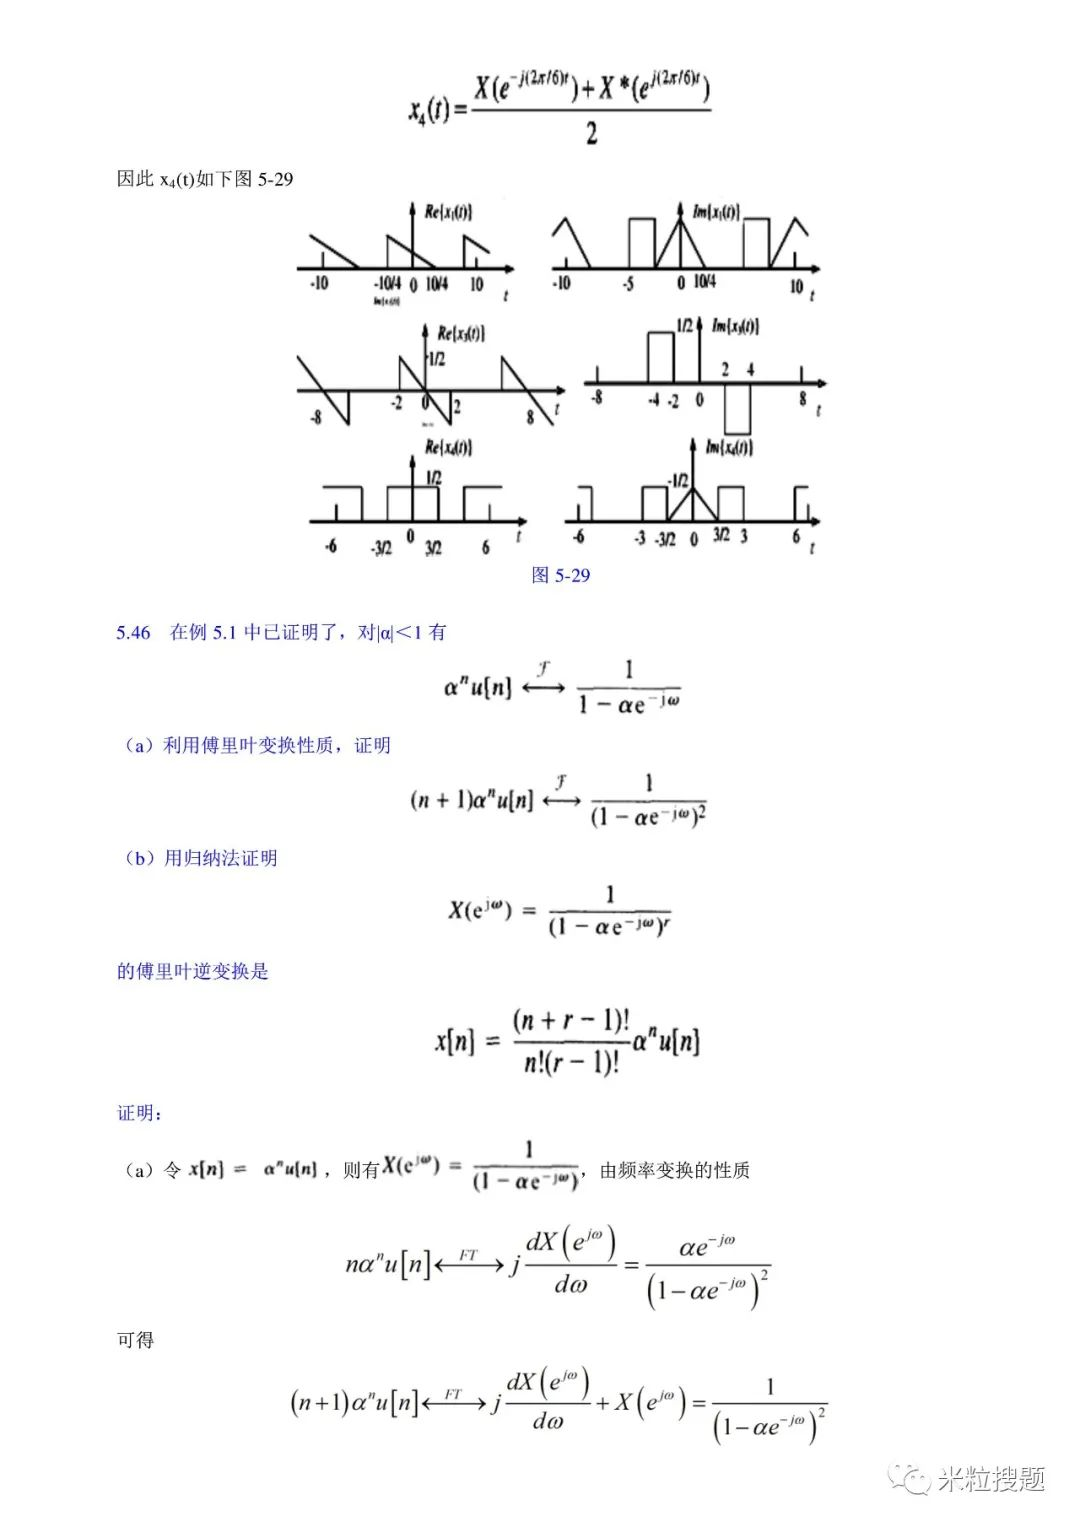 x₄(t)=(X(e^{-j(2π/6)t})+X*(e^{j(2π/6)t}))/2
因此 x₄(t)如下图 5-29
Re{x₁(t)} Im{x₁(t)}
-10 -10/4 0 10/4 10 t -10 -5 0 10/4 10 t
Re{x₃(t)} 1/2 Im{x₃(t)}
1/2
-8 -2 0 2 8 t -8 -4 -2 0 2 4 8 t
Re{x₄(t)} Im{x₄(t)}
1/2 -1/2
-6 -3/2 0 3/2 6 t -6 -3 -3/2 0 3/2 3 6 t
图 5-29
5.46 在例 5.1 中已证明了，对|α|＜1 有
αⁿu[n] ⟷^ℱ 1/(1 − αe^{−jω})
（a）利用傅里叶变换性质，证明
(n + 1)αⁿu[n] ⟷^ℱ 1/(1 − αe^{−jω})²
（b）用归纳法证明
X(e^{jω}) = 1/(1 − αe^{−jω})^r
的傅里叶逆变换是
x[n] = (n + r − 1)!/(n!(r − 1)!) αⁿu[n]
证明：
（a）令 x[n] = αⁿu[n] ，则有X(e^{jω}) = 1/(1 − αe^{−jω})，由频率变换的性质
nαⁿu[n] ⟷^{FT} j dX(e^{jω})/dω = αe^{−jω}/(1−αe^{−jω})²
可得
(n+1)αⁿu[n] ⟷^{FT} j dX(e^{jω})/dω + X(e^{jω}) = 1/(1−αe^{−jω})²
米粒搜题